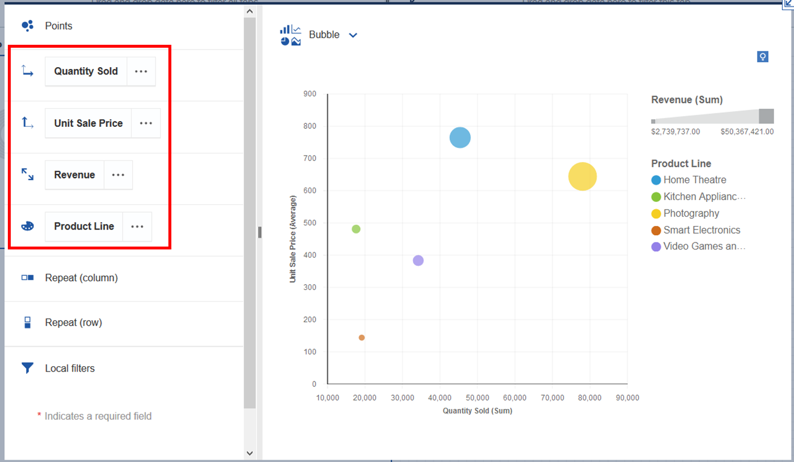 Points
Quantity Sold ...
Unit Sale Price ...
Revenue ...
Product Line ...
Repeat (column)
Repeat (row)
Local filters
* Indicates a required field
Bubble
900
800
700
600
500
400
300
200
100
0
Unit Sale Price (Average)
10,000 20,000 30,000 40,000 50,000 60,000 70,000 80,000 90,000
Quantity Sold (Sum)
Revenue (Sum)
$2,739,737.00 $50,367,421.00
Product Line
Home Theatre
Kitchen Applianc...
Photography
Smart Electronics
Video Games an...